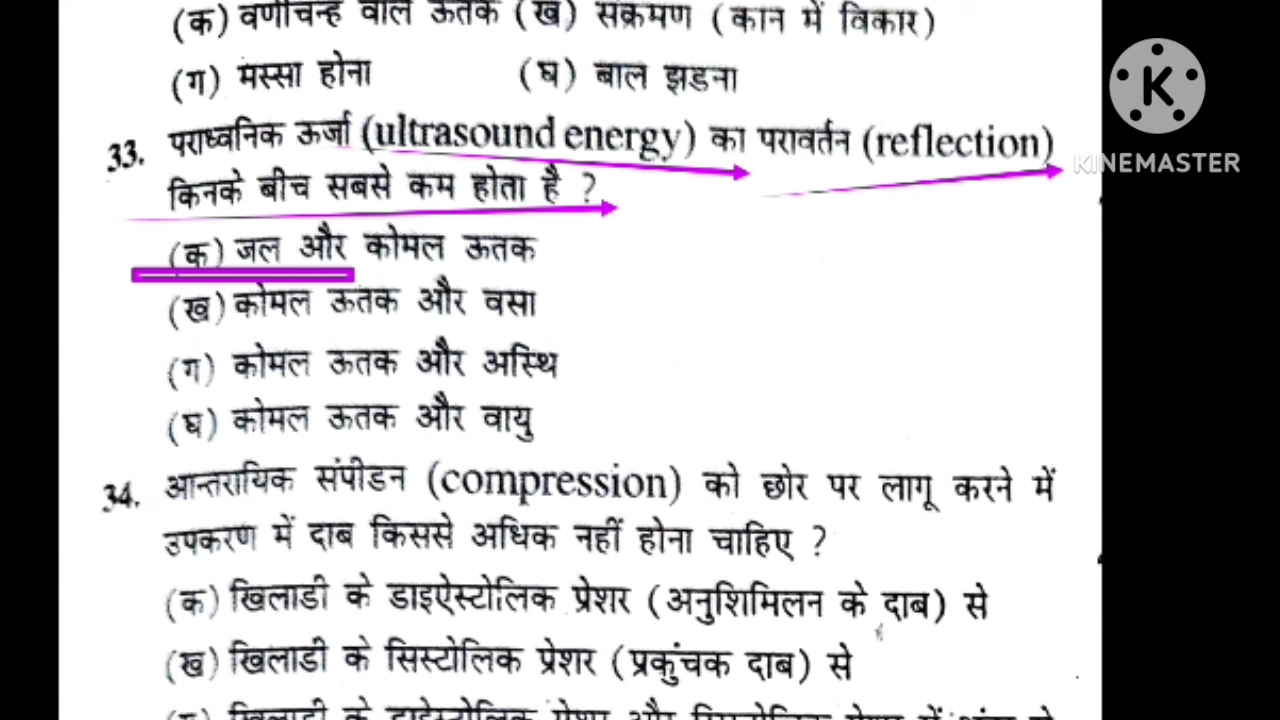 (क) वर्णांचन्ह वाले ऊतक (ख) संक्रमण (कान में विकार)
(ग) मस्सा होना (घ) बाल झडना
33. पराध्वनिक ऊर्जा (ultrasound energy) का परावर्तन (reflection)
किनके बीच सबसे कम होता है ?
(क) जल और कोमल ऊतक
(ख) कोमल ऊतक और वसा
(ग) कोमल ऊतक और अस्थि
(घ) कोमल ऊतक और वायु
34. आन्तरायिक संपीडन (compression) को छोर पर लागू करने में
उपकरण में दाब किससे अधिक नहीं होना चाहिए ?
(क) खिलाडी के डाइऐस्टोलिक प्रेशर (अनुशिमिलन के दाब) से
(ख) खिलाडी के सिस्टोलिक प्रेशर (प्रकुंचक दाब) से
K
KINEMASTER